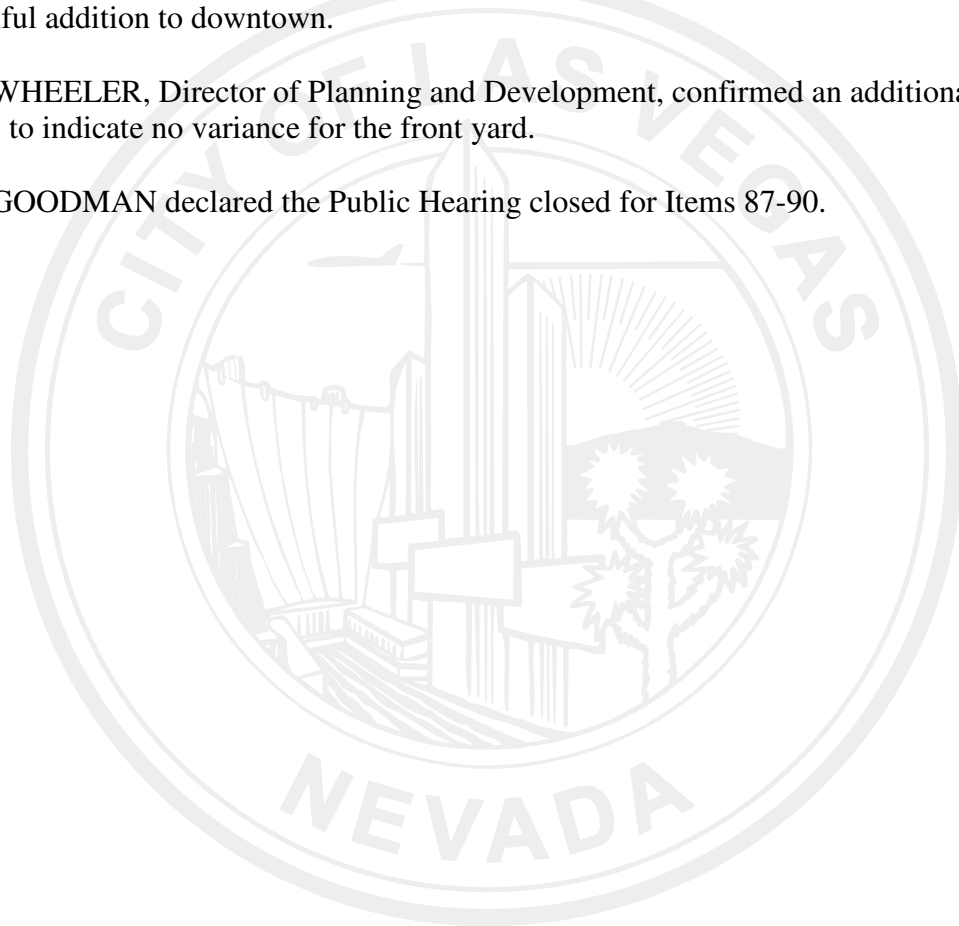 ful addition to downtown.
WHEELER, Director of Planning and Development, confirmed an additiona
to indicate no variance for the front yard.
GOODMAN declared the Public Hearing closed for Items 87-90.
CITY OF LAS VEGAS
NEVADA